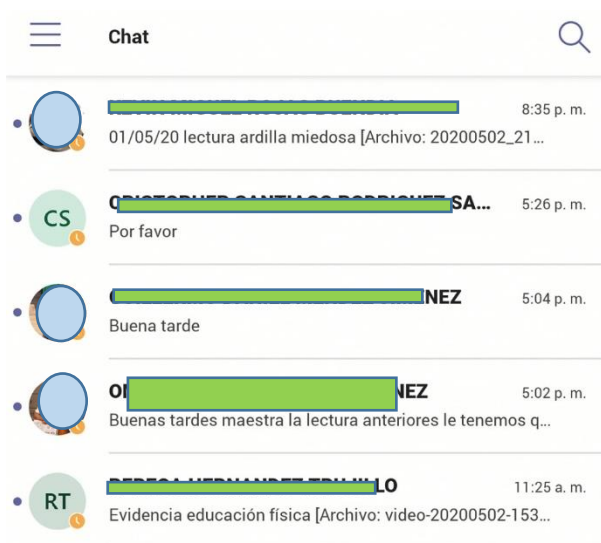 Chat
8:35 p. m.
01/05/20 lectura ardilla miedosa [Archivo: 20200502_21...
CS
SA... 5:26 p. m.
Por favor
NEZ 5:04 p. m.
Buena tarde
EZ 5:02 p. m.
Buenas tardes maestra la lectura anteriores le tenemos q...
RT
LO 11:25 a. m.
Evidencia educación física [Archivo: video-20200502-153...